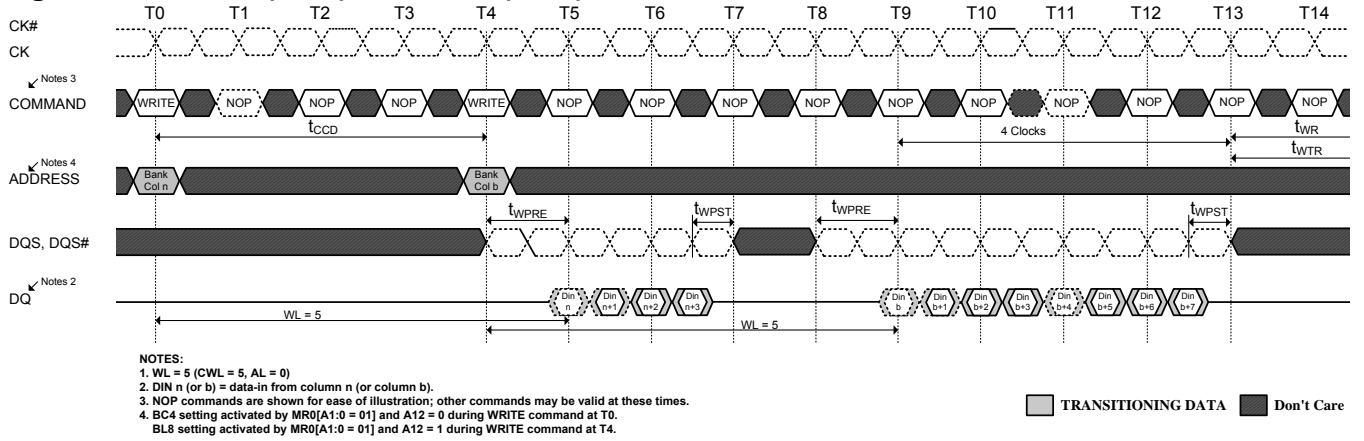 T0 T1 T2 T3 T4 T5 T6 T7 T8 T9 T10 T11 T12 T13 T14
CK#
CK
Notes 3
COMMAND
WRITE NOP NOP NOP WRITE NOP NOP NOP NOP NOP NOP NOP NOP NOP NOP
tCCD
4 Clocks
tWR
tWTR
Notes 4
ADDRESS
Bank
Col n
Bank
Col b
tWPRE
tWPST
tWPRE
tWPST
DQS, DQS#
Notes 2
DQ
Din
n
Din
n+1
Din
n+2
Din
n+3
Din
b
Din
b+1
Din
b+2
Din
b+3
Din
b+4
Din
b+5
Din
b+6
Din
b+7
WL = 5
WL = 5
NOTES:
1. WL = 5 (CWL = 5, AL = 0)
2. DIN n (or b) = data-in from column n (or column b).
3. NOP commands are shown for ease of illustration; other commands may be valid at these times.
4. BC4 setting activated by MR0[A1:0 = 01] and A12 = 0 during WRITE command at T0.
BL8 setting activated by MR0[A1:0 = 01] and A12 = 1 during WRITE command at T4.
TRANSITIONING DATA
Don't Care